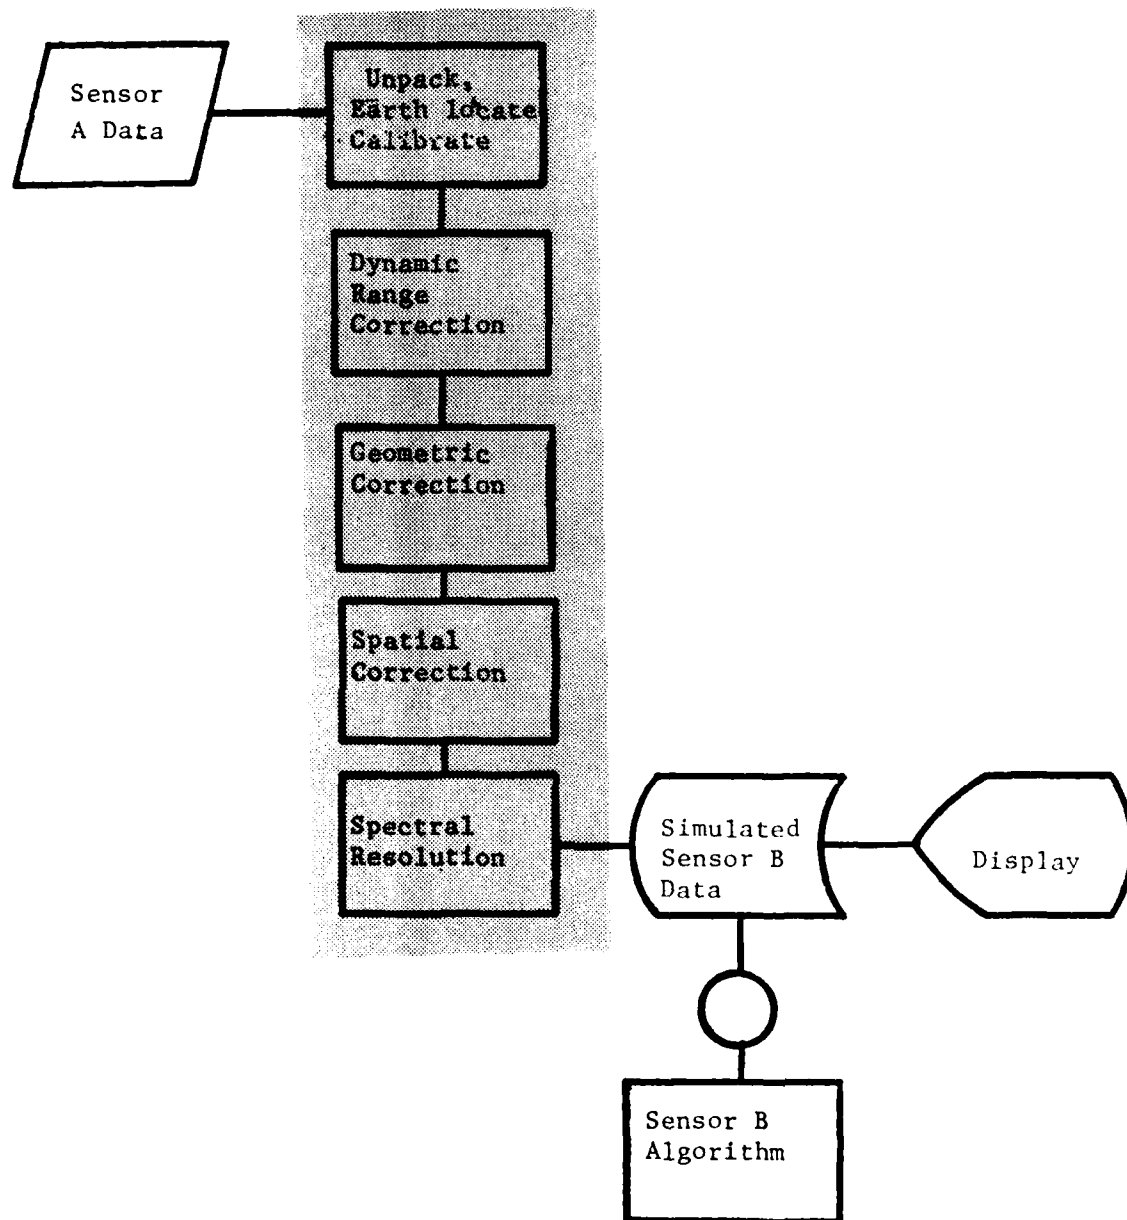 Sensor
A Data
Unpack,
Earth locate
Calibrate
Dynamic
Range
Correction
Geometric
Correction
Spatial
Correction
Spectral
Resolution
Simulated
Sensor B
Data
Display
Sensor B
Algorithm